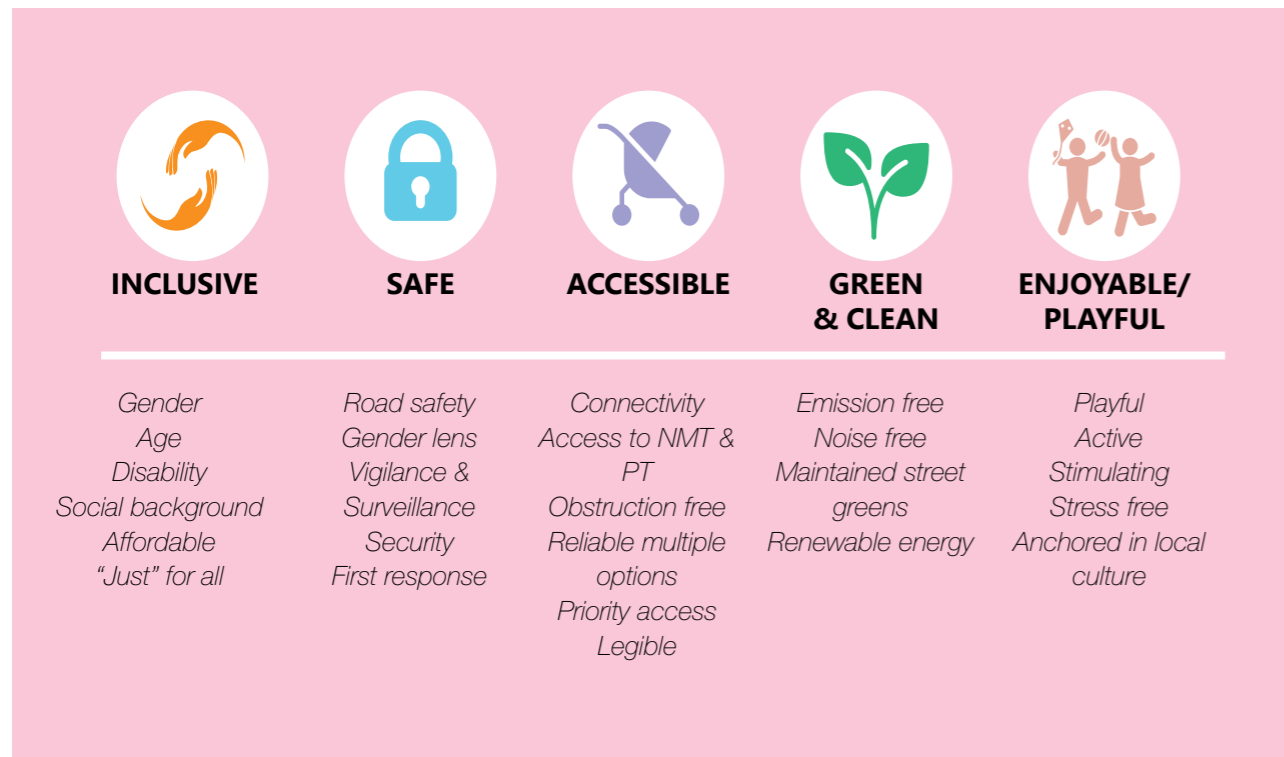 INCLUSIVE
Gender
Age
Disability
Social background
Affordable
“Just” for all
SAFE
Road safety
Gender lens
Vigilance &
Surveillance
Security
First response
ACCESSIBLE
Connectivity
Access to NMT &
PT
Obstruction free
Reliable multiple
options
Priority access
Legible
GREEN
& CLEAN
Emission free
Noise free
Maintained street
greens
Renewable energy
ENJOYABLE/
PLAYFUL
Playful
Active
Stimulating
Stress free
Anchored in local
culture